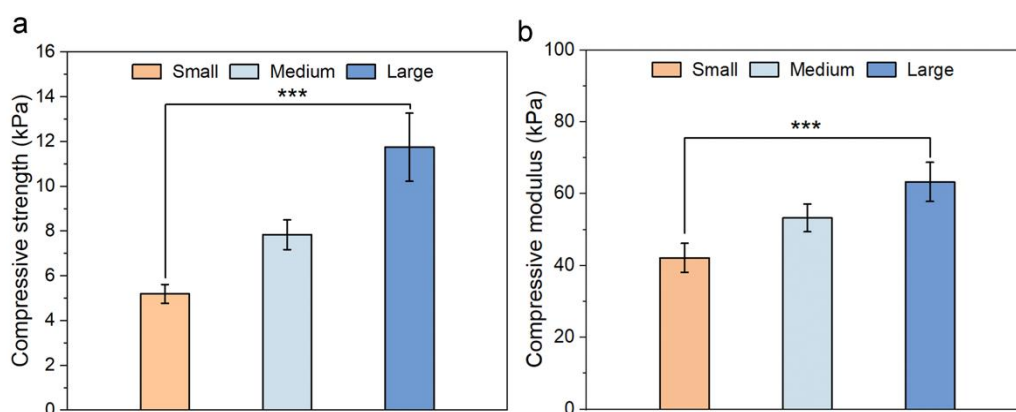 a
Compressive strength (kPa)
16
14
12
10
8
6
4
2
0
Small Medium Large
***
b
Compressive modulus (kPa)
100
80
60
40
20
0
Small Medium Large
***